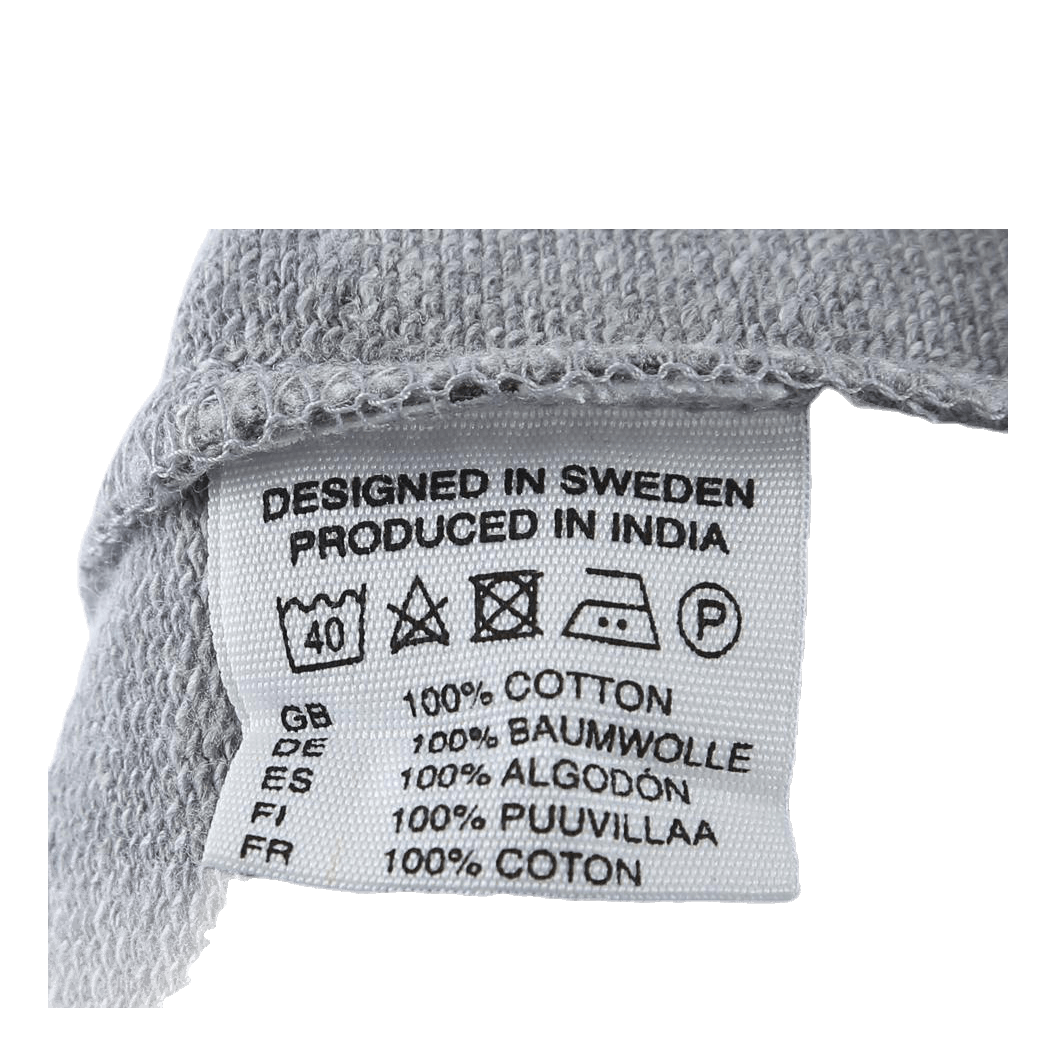 DESIGNED IN SWEDEN
PRODUCED IN INDIA
40 P
GB 100% COTTON
DE 100% BAUMWOLLE
ES 100% ALGODÓN
FI 100% PUUVILLAA
FR 100% COTON